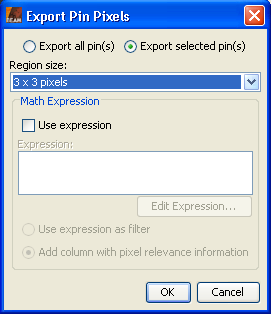 Export Pin Pixels
Export all pin(s) Export selected pin(s)
Region size:
3 x 3 pixels
Math Expression
Use expression
Expression:
Edit Expression...
Use expression as filter
Add column with pixel relevance information
OK Cancel